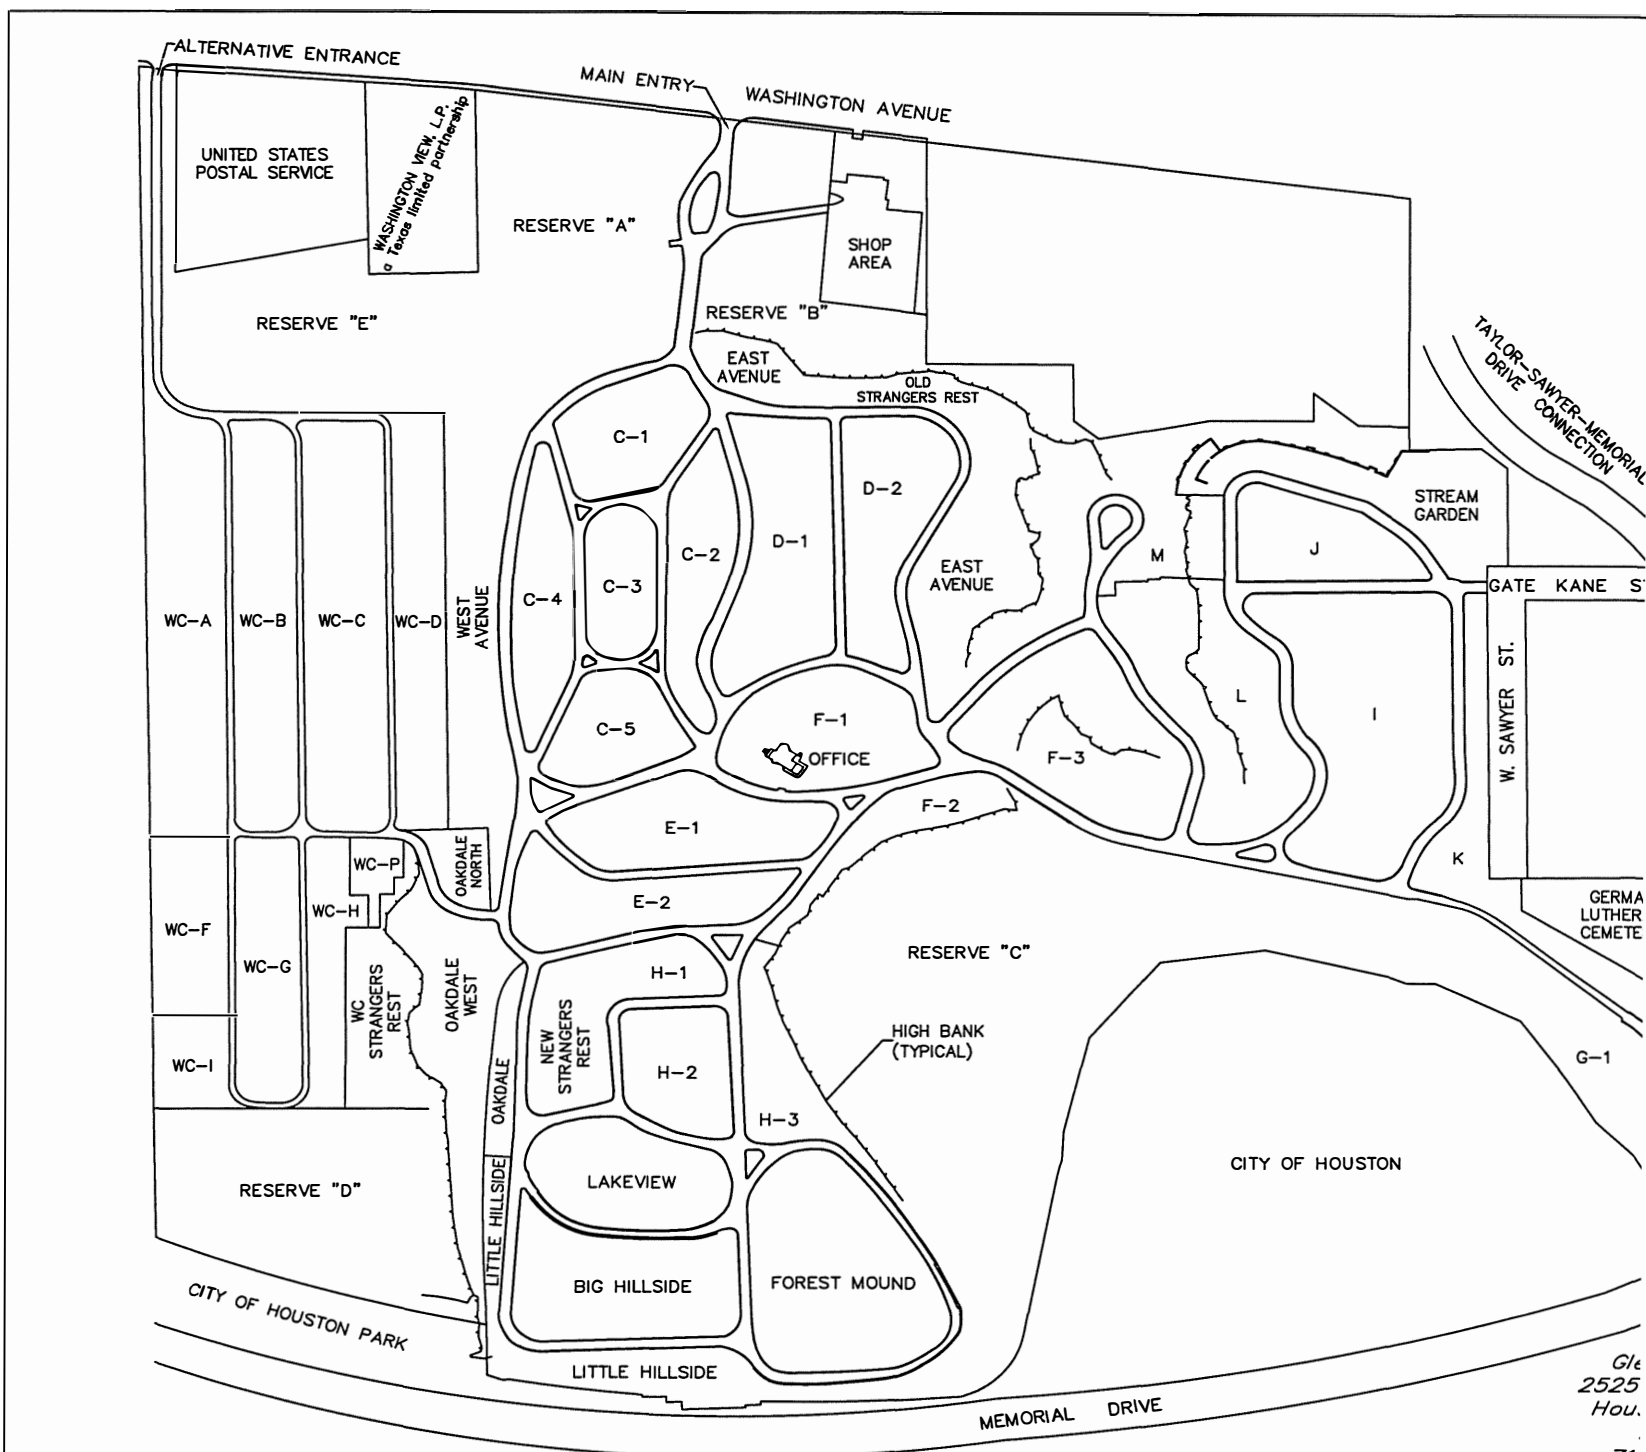 ALTERNATIVE ENTRANCE
MAIN ENTRY
WASHINGTON AVENUE
UNITED STATES
POSTAL SERVICE
WASHINGTON VIEW, L.P.
a Texas limited partnership
RESERVE "A"
SHOP
AREA
RESERVE "E"
RESERVE "B"
TAYLOR-SAWYER-MEMORIAL
DRIVE CONNECTION
EAST
AVENUE
OLD
STRANGERS REST
C-1
D-2
STREAM
GARDEN
D-1
C-2
M
J
EAST
AVENUE
C-3
C-4
GATE KANE S
WC-A
WC-B
WC-C
WC-D
WEST
AVENUE
W. SAWYER ST.
L
I
F-1
C-5
OFFICE
F-3
F-2
E-1
K
OAKDALE
NORTH
WC-P
E-2
WC-H
WC-F
GERMA
LUTHER
CEMETE
RESERVE "C"
WC-G
H-1
WC
STRANGERS
REST
OAKDALE
WEST
NEW
STRANGERS
REST
HIGH BANK
(TYPICAL)
G-1
WC-I
OAKDALE
H-2
H-3
CITY OF HOUSTON
LAKEVIEW
RESERVE "D"
LITTLE HILLSIDE
BIG HILLSIDE
FOREST MOUND
CITY OF HOUSTON PARK
LITTLE HILLSIDE
MEMORIAL DRIVE
Gle
2525
Hou.